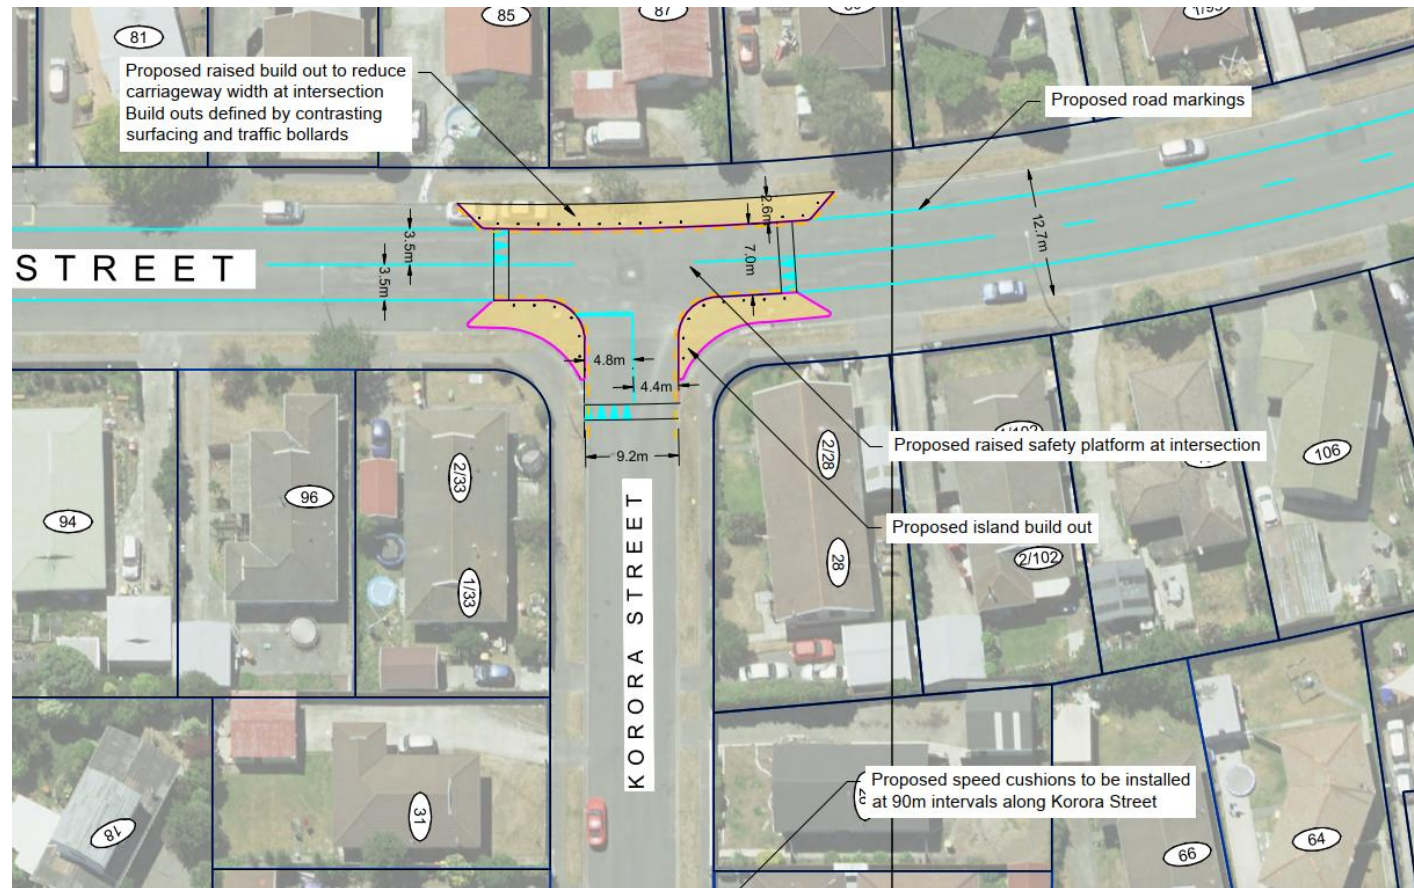 81
85
87
Proposed raised build out to reduce
carriageway width at intersection
Build outs defined by contrasting
surfacing and traffic bollards
Proposed road markings
2.6m
12.7m
3.5m
3.5m
7.0m
STREET
4.8m
4.4m
9.2m
Proposed raised safety platform at intersection
Proposed island build out
94
96
2/33
1/33
2/28
28
2/102
106
KORORA STREET
Proposed speed cushions to be installed
at 90m intervals along Korora Street
18
31
66
64